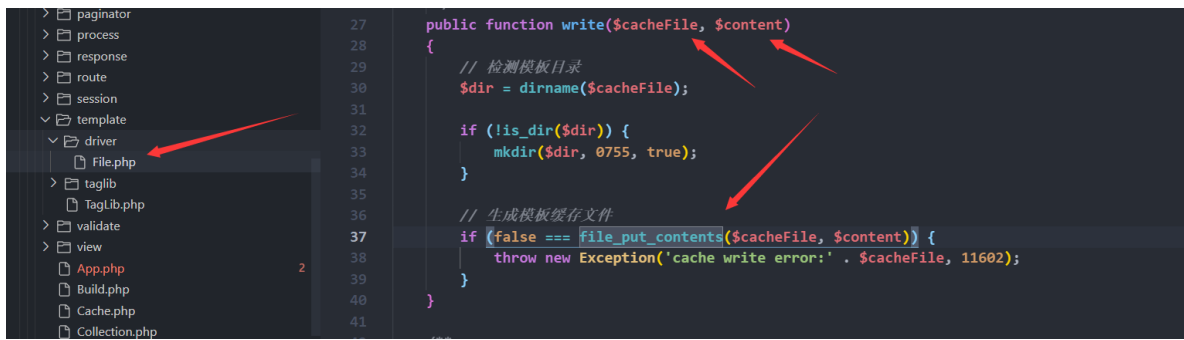 paginator
process
response
route
session
template
driver
File.php
taglib
TagLib.php
validate
view
App.php 2
Build.php
Cache.php
Collection.php
27 public function write($cacheFile, $content)
28 {
29 // 检测模板目录
30 $dir = dirname($cacheFile);
31
32 if (!is_dir($dir)) {
33 mkdir($dir, 0755, true);
34 }
35
36 // 生成模板缓存文件
37 if (false === file_put_contents($cacheFile, $content)) {
38 throw new Exception('cache write error:' . $cacheFile, 11602);
39 }
40 }
41